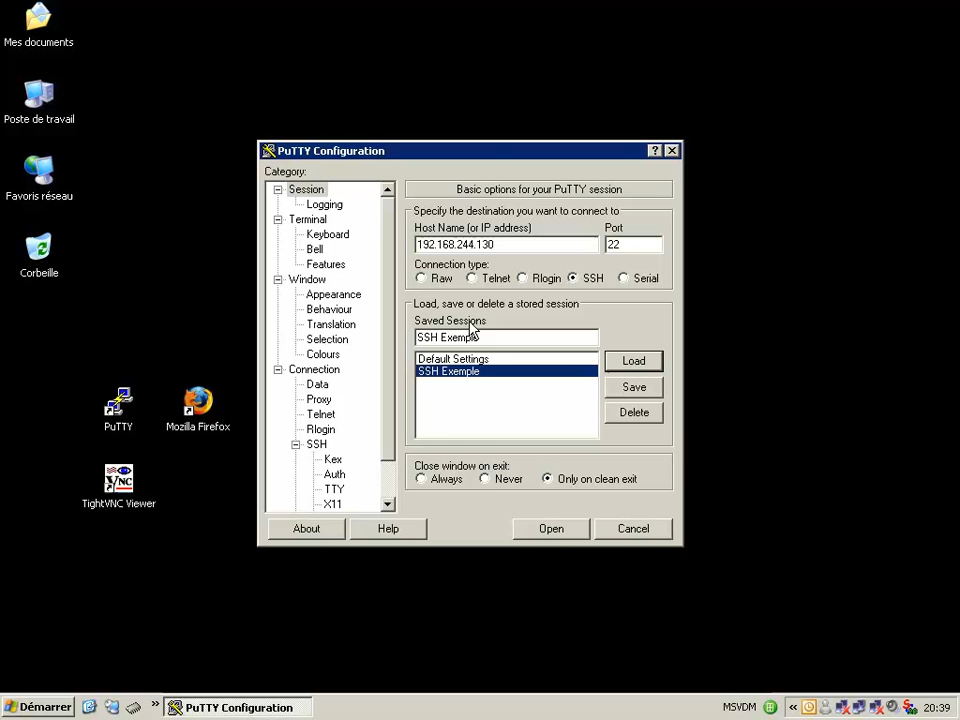 Mes documents
Poste de travail
Favoris réseau
Corbeille
PuTTY
Mozilla Firefox
VNC
TightVNC Viewer
PuTTY Configuration
?
Category:
Session
Logging
Terminal
Keyboard
Bell
Features
Window
Appearance
Behaviour
Translation
Selection
Colours
Connection
Data
Proxy
Telnet
Rlogin
SSH
Kex
Auth
TTY
X11
Basic options for your PuTTY session
Specify the destination you want to connect to
Host Name (or IP address) Port
192.168.244.130 22
Connection type:
Raw Telnet Rlogin SSH Serial
Load, save or delete a stored session
Saved Sessions
SSH Exemple
Default Settings
SSH Exemple
Load
Save
Delete
Close window on exit:
Always Never Only on clean exit
About Help Open Cancel
Démarrer » PuTTY Configuration MSVDM « 20:39